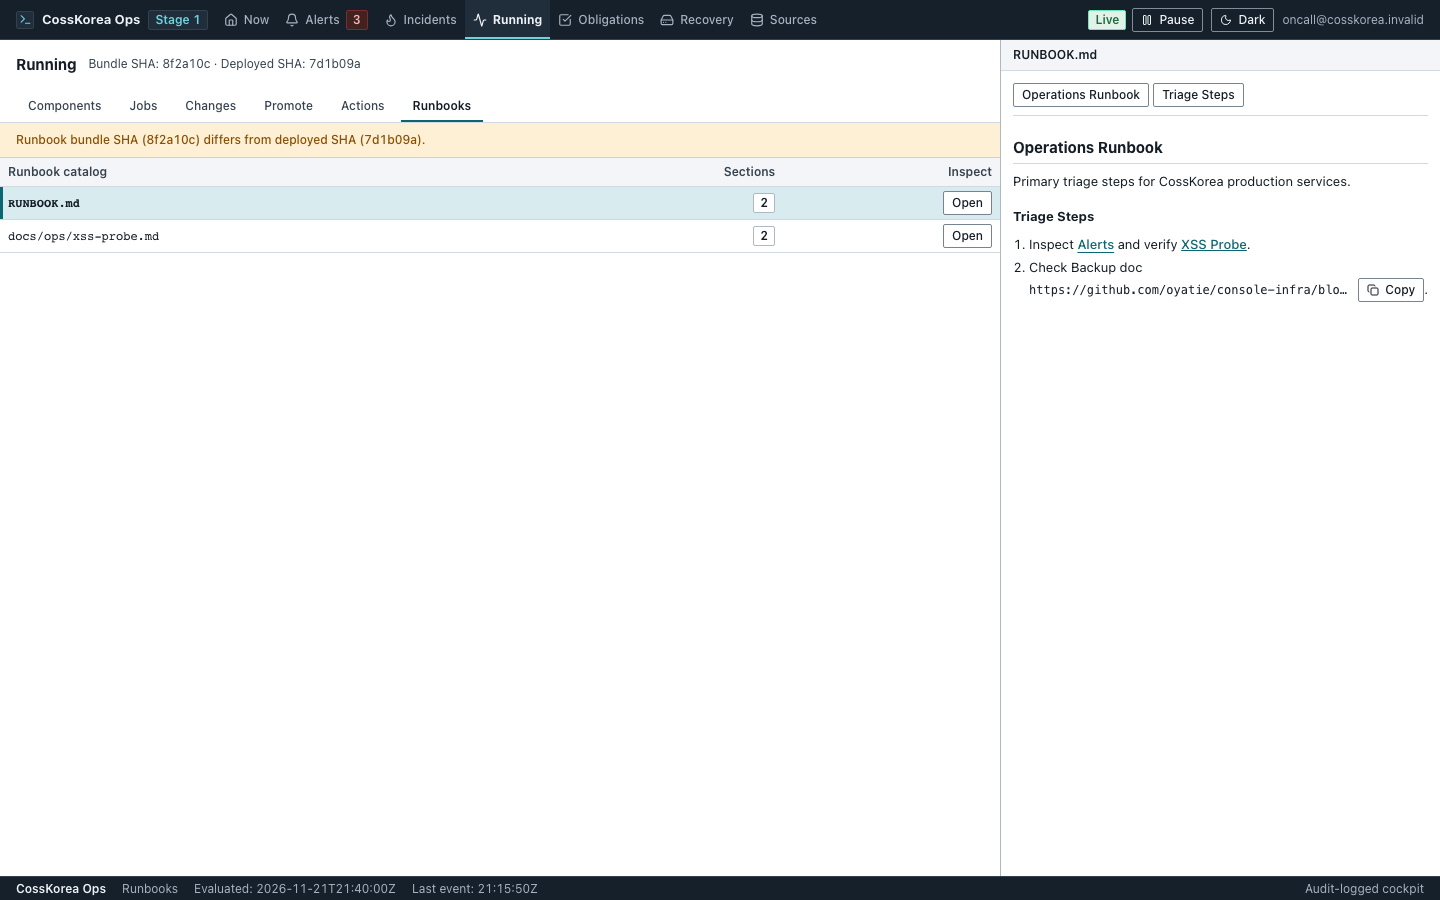 CossKorea Ops Stage 1 Now Alerts 3 Incidents Running Obligations Recovery Sources Live Pause Dark oncall@cosskorea.invalid
Running Bundle SHA: 8f2a10c · Deployed SHA: 7d1b09a
Components Jobs Changes Promote Actions Runbooks
Runbook bundle SHA (8f2a10c) differs from deployed SHA (7d1b09a).
Runbook catalog Sections Inspect
RUNBOOK.md 2 Open
docs/ops/xss-probe.md 2 Open
RUNBOOK.md
Operations Runbook Triage Steps
Operations Runbook
Primary triage steps for CossKorea production services.
Triage Steps
1. Inspect Alerts and verify XSS Probe.
2. Check Backup doc
https://github.com/oyatie/console-infra/blo… Copy .
CossKorea Ops Runbooks Evaluated: 2026-11-21T21:40:00Z Last event: 21:15:50Z Audit-logged cockpit